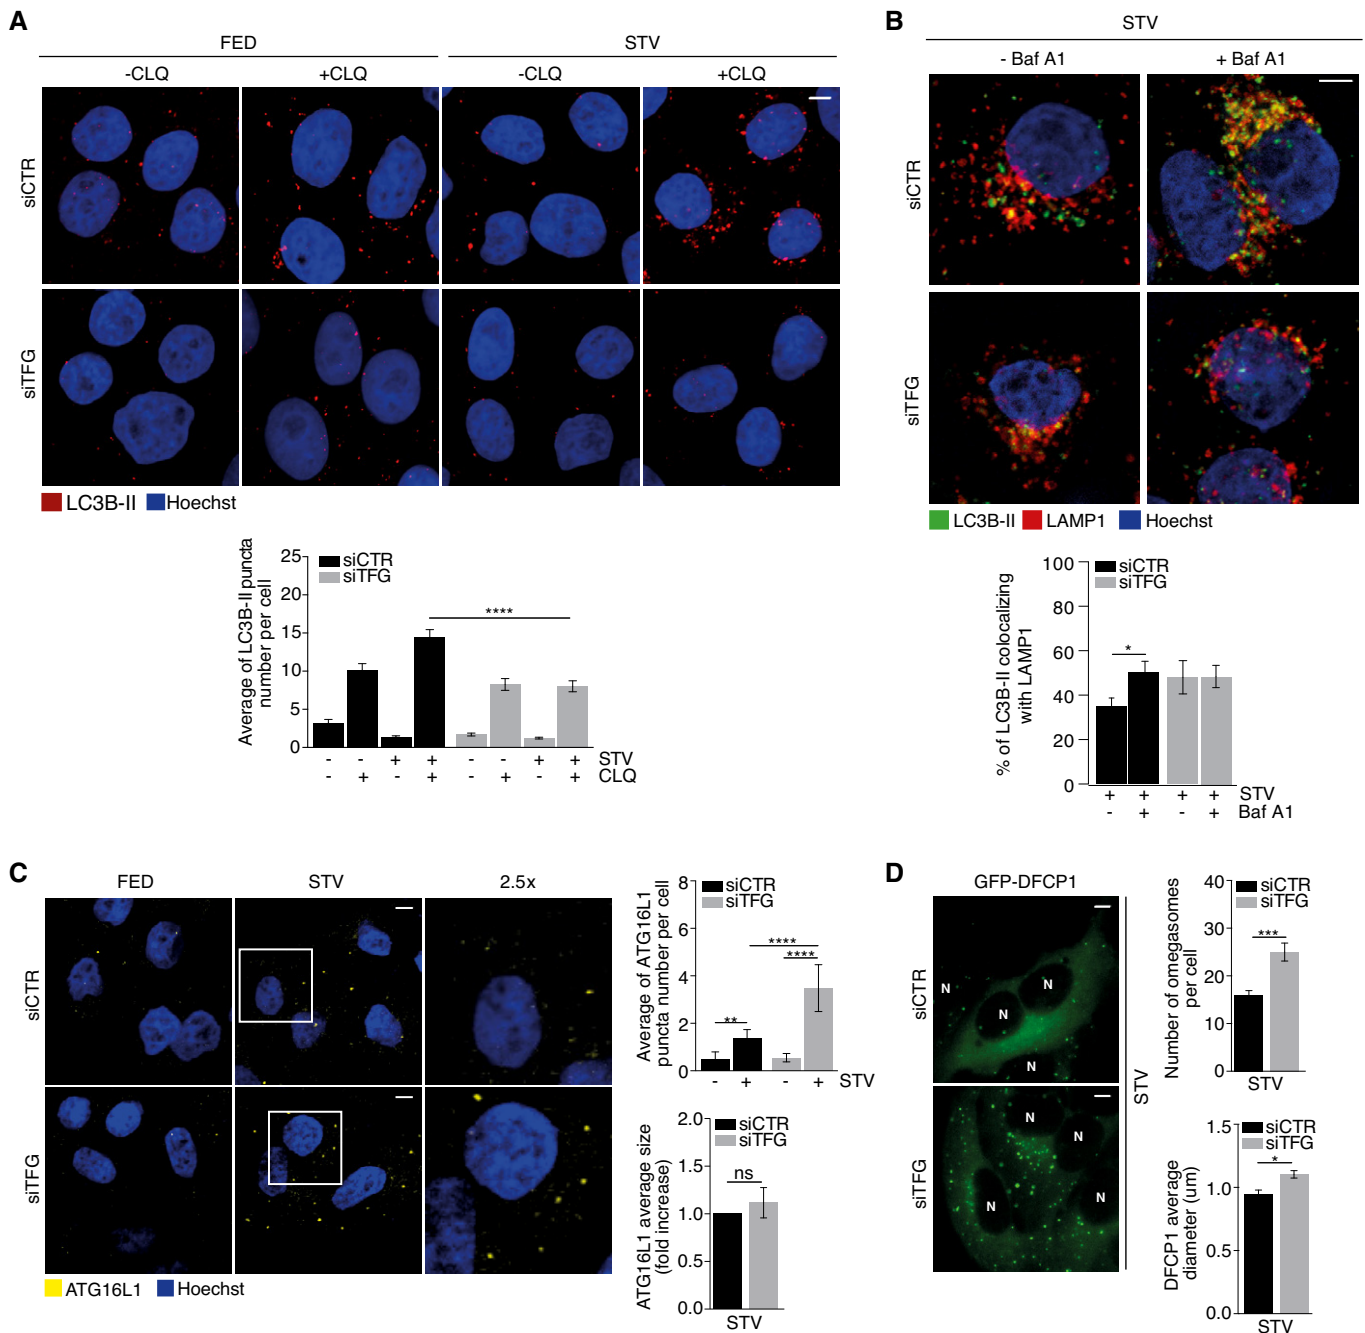 A
FED
STV
-CLQ
+CLQ
-CLQ
+CLQ
siCTR
siTFG
LC3B-II
Hoechst
Average of LC3B-II puncta
number per cell
25
20
15
10
5
0
siCTR
siTFG
****
- - + + - - + + STV
- + - + - + - + CLQ
B
STV
- Baf A1
+ Baf A1
siCTR
siTFG
LC3B-II
LAMP1
Hoechst
% of LC3B-II colocalizing
with LAMP1
100
80
60
40
20
0
siCTR
siTFG
*
+ + + + STV
- + - + Baf A1
C
FED
STV
2.5x
siCTR
siTFG
ATG16L1
Hoechst
Average of ATG16L1
puncta number per cell
8
6
4
2
0
siCTR
siTFG
**
****
****
- + - + STV
ATG16L1 average size
(fold increase)
2.0
1.5
1.0
0.5
0.0
siCTR
siTFG
ns
STV
D
GFP-DFCP1
siCTR
siTFG
N
N
N
N
N
N
N
N
STV
Number of omegasomes
per cell
40
30
20
10
0
siCTR
siTFG
***
STV
DFCP1 average
diameter (um)
1.5
1.0
0.5
0.0
siCTR
siTFG
*
STV